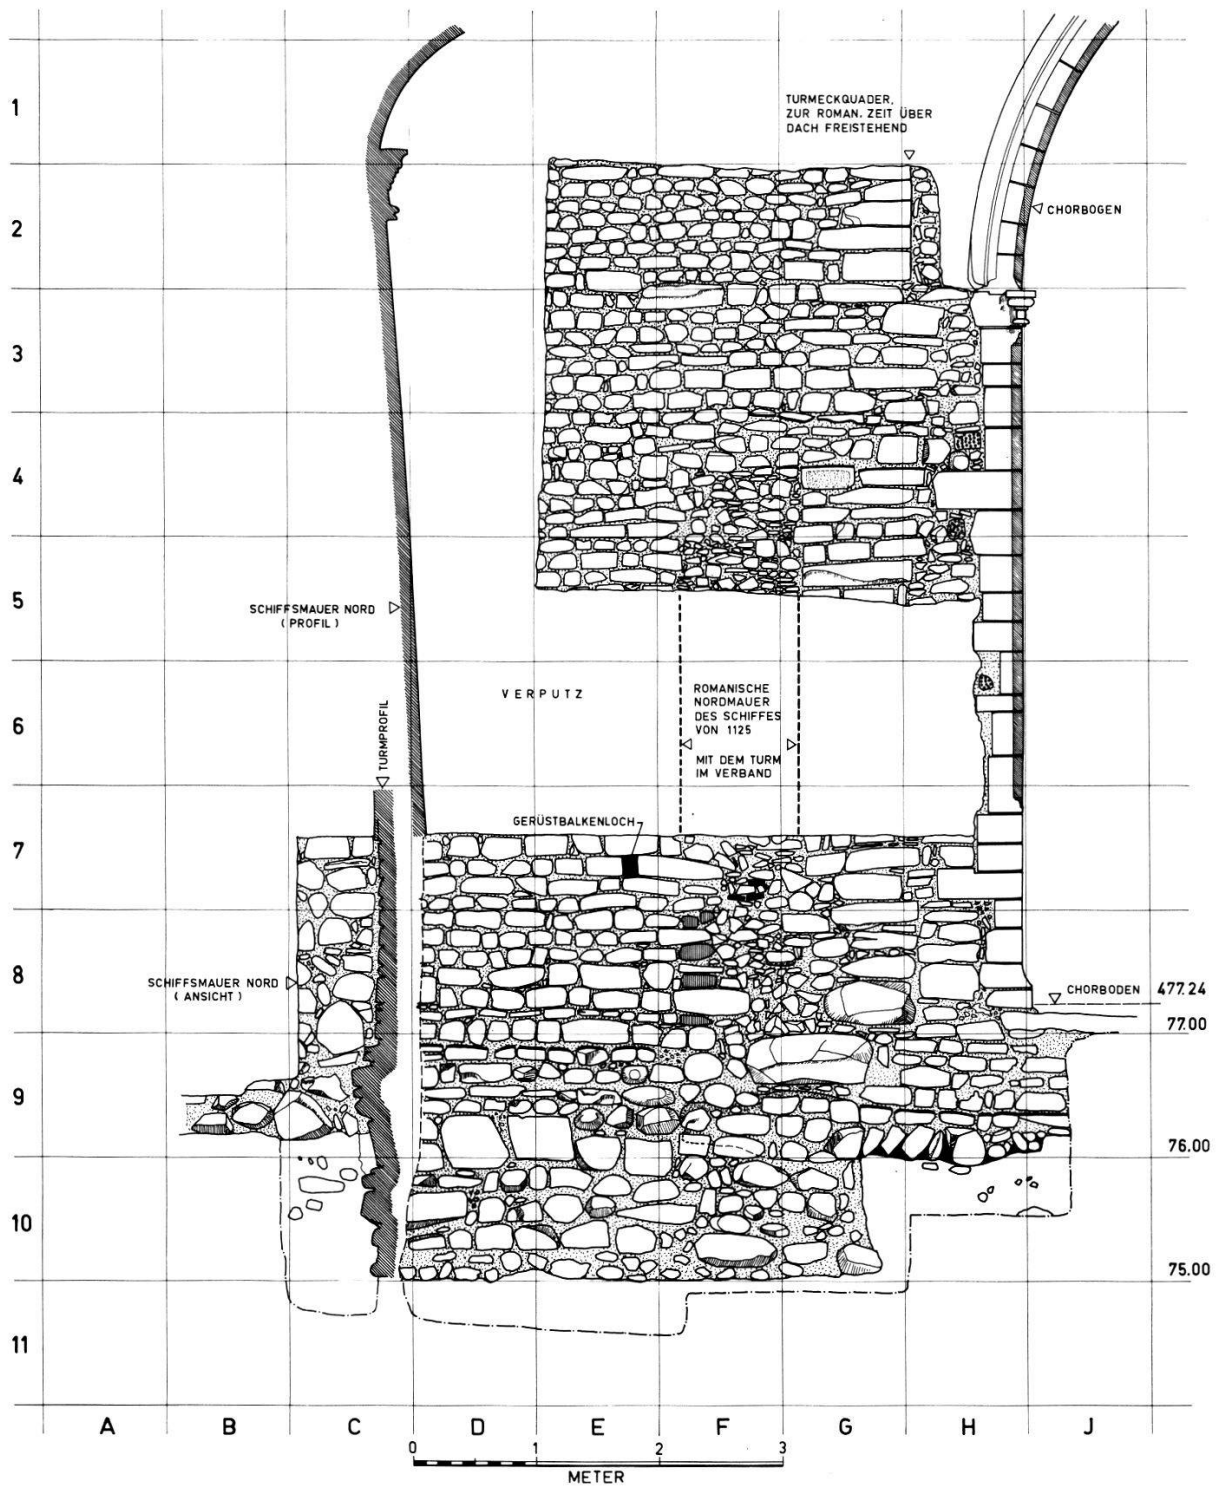 1
TURMECKQUADER,
ZUR ROMAN. ZEIT ÜBER
DACH FREISTEHEND
2
CHORBOGEN
3
4
5
SCHIFFSMAUER NORD
( PROFIL )
6
VERPUTZ
ROMANISCHE
NORDMAUER
DES SCHIFFES
VON 1125
MIT DEM TURM
IM VERBAND
TURMPROFIL
GERÜSTBALKENLOCH
7
8
SCHIFFSMAUER NORD
( ANSICHT )
CHORBODEN
477.24
77.00
9
76.00
10
75.00
11
A B C D E F G H J
0 1 2 3
METER